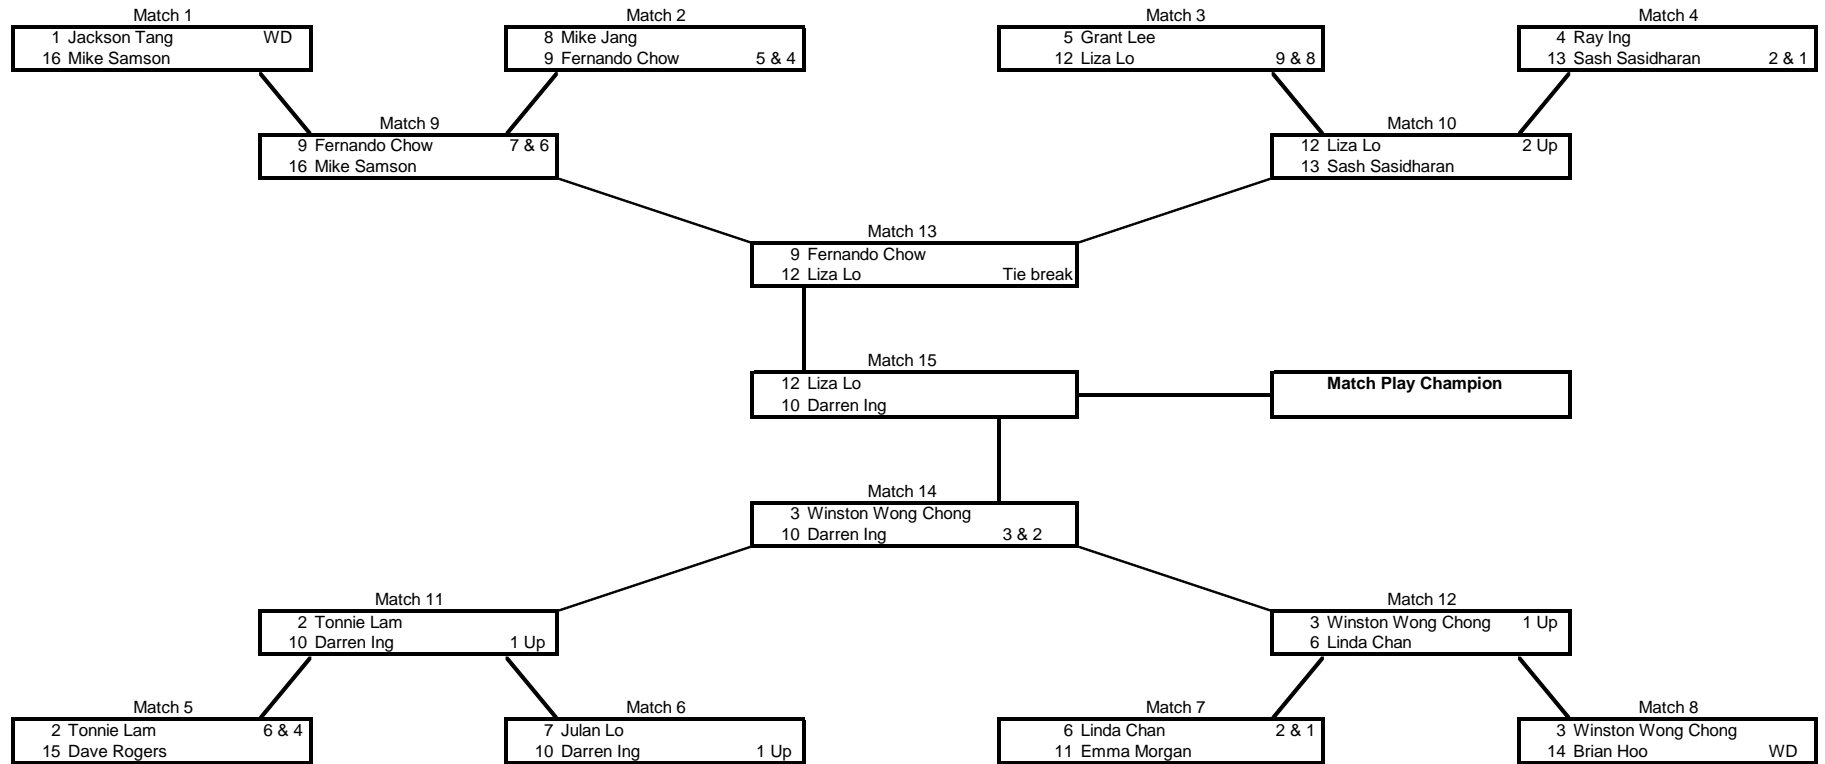 Match 1
1 Jackson Tang WD
16 Mike Samson
Match 2
8 Mike Jang
9 Fernando Chow 5 & 4
Match 3
5 Grant Lee
12 Liza Lo 9 & 8
Match 4
4 Ray Ing
13 Sash Sasidharan 2 & 1
Match 9
9 Fernando Chow 7 & 6
16 Mike Samson
Match 10
12 Liza Lo 2 Up
13 Sash Sasidharan
Match 13
9 Fernando Chow
12 Liza Lo Tie break
Match 15
12 Liza Lo
10 Darren Ing
Match Play Champion
Match 14
3 Winston Wong Chong
10 Darren Ing 3 & 2
Match 11
2 Tonnie Lam
10 Darren Ing 1 Up
Match 12
3 Winston Wong Chong 1 Up
6 Linda Chan
Match 5
2 Tonnie Lam 6 & 4
15 Dave Rogers
Match 6
7 Julan Lo
10 Darren Ing 1 Up
Match 7
6 Linda Chan 2 & 1
11 Emma Morgan
Match 8
3 Winston Wong Chong
14 Brian Hoo WD